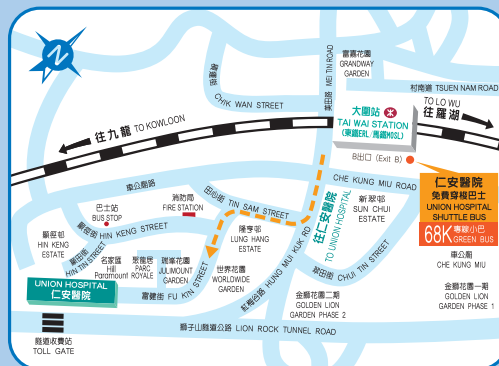 N
富嘉花園
GRANDWAY
GARDEN
美田路 MEI TIN ROAD
村南道 TSUEN NAM ROAD
積運街
CHIK WAN STREET
大圍站
TAI WAI STATION
(東鐵ERL/馬鐵MOSL)
TO LO WU
往羅湖
往九龍 TO KOWLOON
B出口 (Exit B)
車公廟路
CHE KUNG MIU ROAD
仁安醫院
免費穿梭巴士
UNION HOSPITAL
SHUTTLE BUS
68K 專線小巴
GREEN BUS
消防局
FIRE STATION
田心街 TIN SAM STREET
巴士站
BUS STOP
顯徑街 HIN KENG STREET
顯徑邨
HIN KENG
ESTATE
顯田街
HIN TIN STREET
隆亨邨
LUNG HANG
ESTATE
往仁安醫院
TO UNION HOSPITAL
新翠邨
SUN CHUI
ESTATE
車公廟
CHE KUNG MIU
名家匯
Hill
Paramount
聚龍居
PARC
ROYALE
瑞峯花園
JULIMOUNT
GARDEN
世界花園
WORLDWIDE
GARDEN
紅梅谷路 HUNG MUI KUK RD
翠田街 CHUI TIN STREET
UNION HOSPITAL
仁安醫院
富健街 FU KIN STREET
金獅花園二期
GOLDEN LION
GARDEN PHASE 2
金獅花園一期
GOLDEN LION
GARDEN PHASE 1
獅子山隧道公路 LION ROCK TUNNEL ROAD
隧道收費站
TOLL GATE